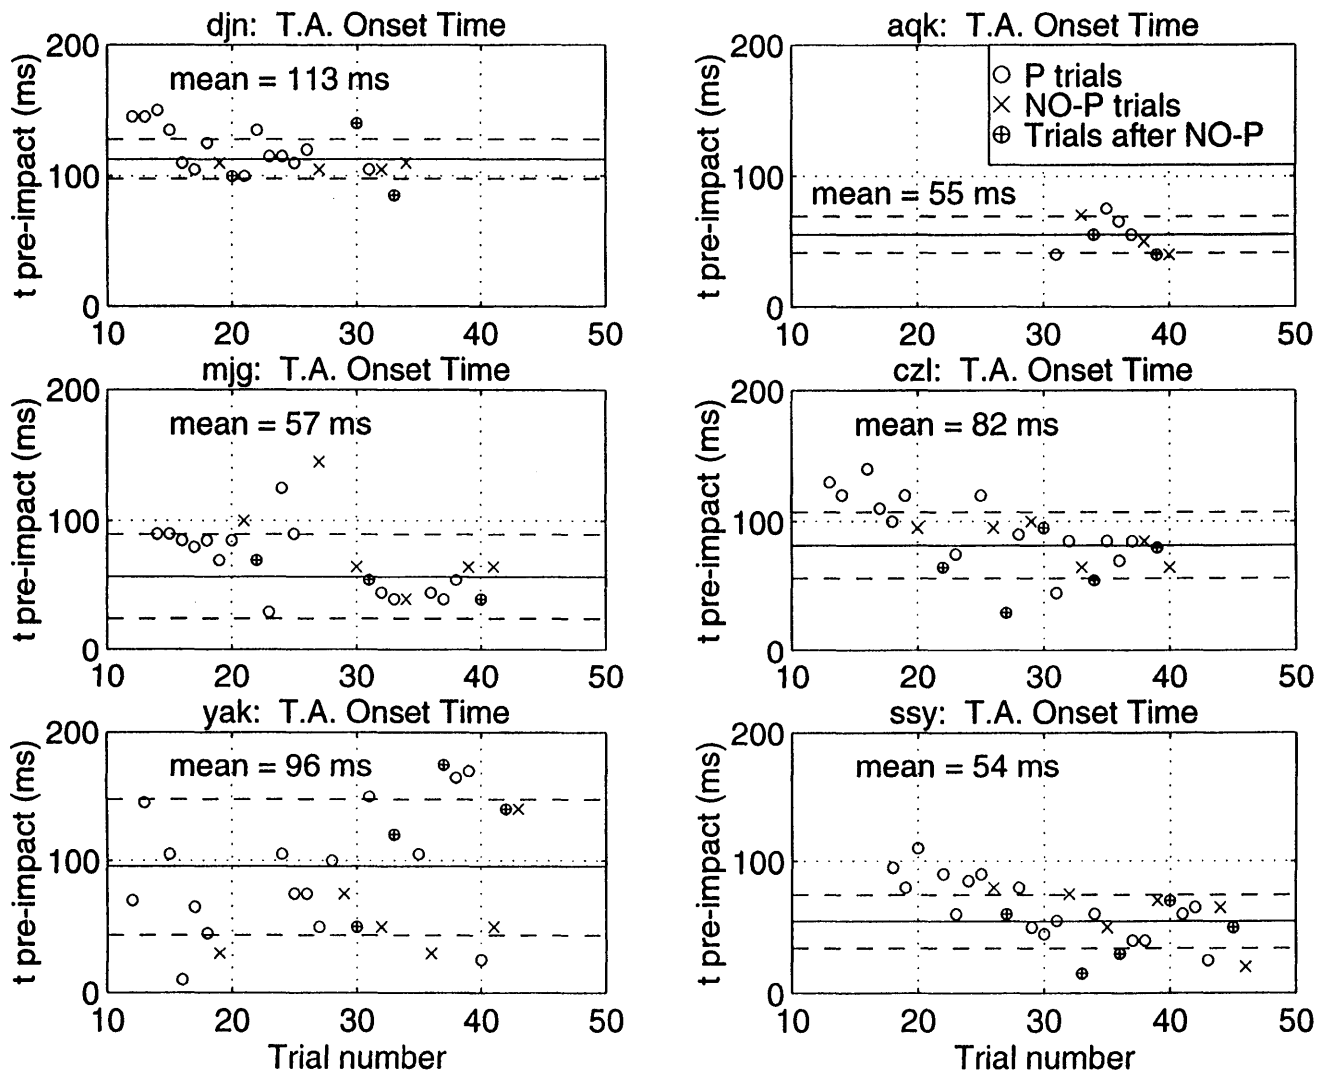 djn: T.A. Onset Time
200
mean = 113 ms
100
0
t pre-impact (ms)
10 20 30 40 50
aqk: T.A. Onset Time
200
P trials
NO-P trials
Trials after NO-P
100
mean = 55 ms
0
t pre-impact (ms)
10 20 30 40 50
mjg: T.A. Onset Time
200
mean = 57 ms
100
0
t pre-impact (ms)
10 20 30 40 50
czl: T.A. Onset Time
200
mean = 82 ms
100
0
t pre-impact (ms)
10 20 30 40 50
yak: T.A. Onset Time
200
mean = 96 ms
100
0
t pre-impact (ms)
10 20 30 40 50
Trial number
ssy: T.A. Onset Time
200
mean = 54 ms
100
0
t pre-impact (ms)
10 20 30 40 50
Trial number